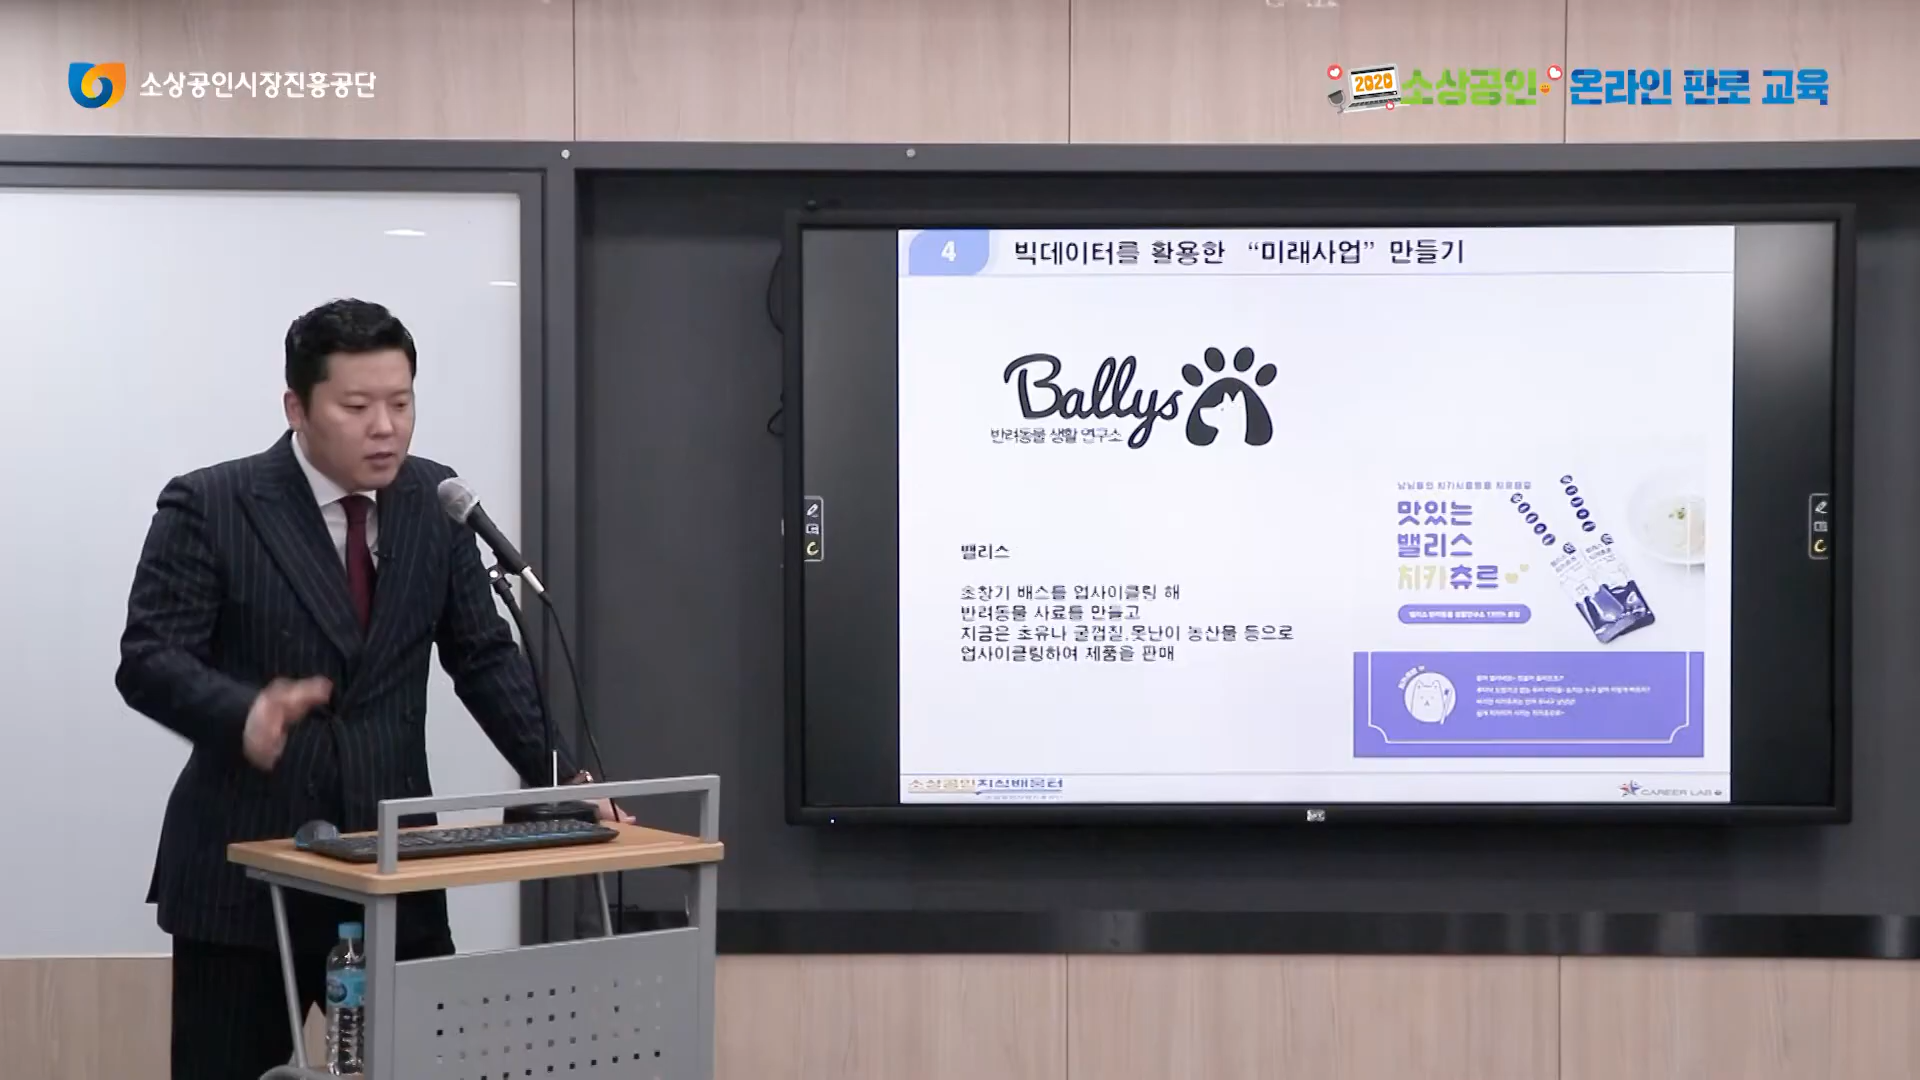 소상공인시장진흥공단
2020 소상공인 온라인 판로 교육
4 빅데이터를 활용한 “미래사업” 만들기
Ballys
반려동물 생활 연구소
밸리스
초창기 배스를 업사이클링 해
반려동물 사료를 만들고
지금은 초유나 굴껍질,못난이 농산물 등으로
업사이클링하여 제품을 판매
맛있는
밸리스
치카츄르
소상공인지식배움터
CAREER LAB